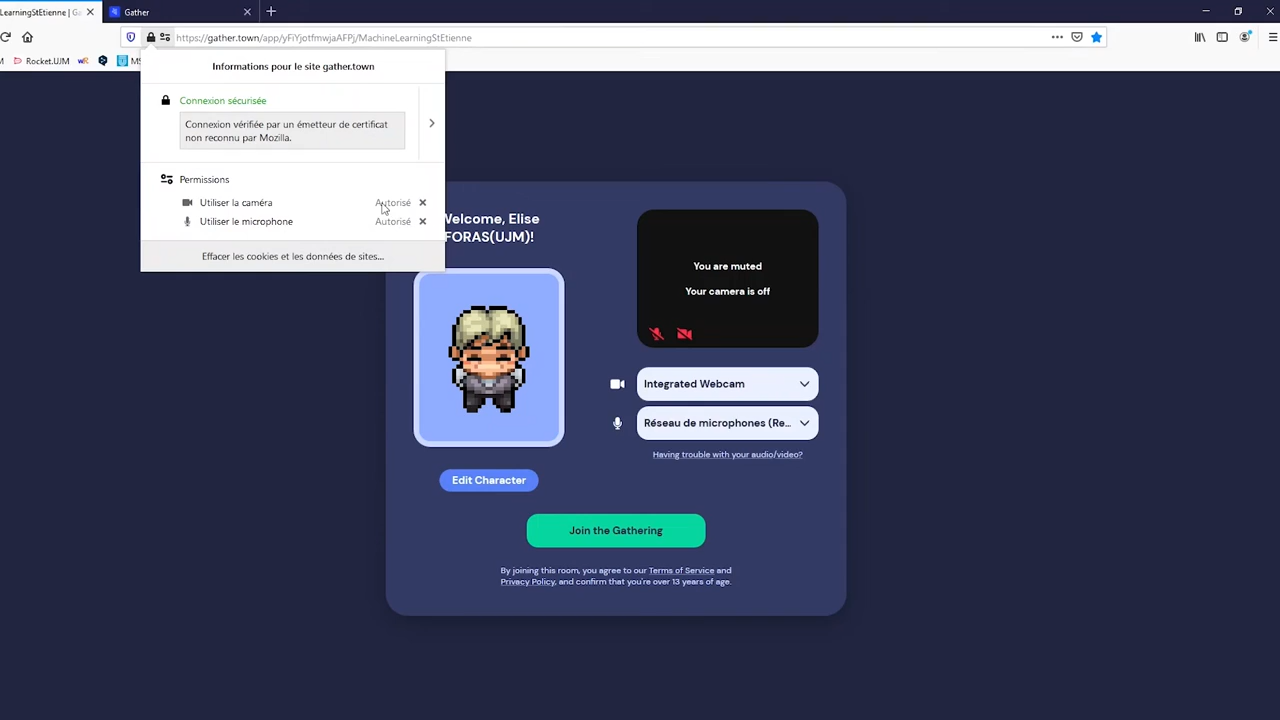 LearningStEtienne | Ga
Gather
https://gather.town/app/yFiYjotfmwjaAFPj/MachineLearningStEtienne
Rocket.UJM
Informations pour le site gather.town
Connexion sécurisée
Connexion vérifiée par un émetteur de certificat
non reconnu par Mozilla.
Permissions
Utiliser la caméra Autorisé
Utiliser le microphone Autorisé
Effacer les cookies et les données de sites...
Welcome, Elise
FORAS(UJM)!
You are muted
Your camera is off
Integrated Webcam
Réseau de microphones (Re...
Having trouble with your audio/video?
Edit Character
Join the Gathering
By joining this room, you agree to our Terms of Service and
Privacy Policy, and confirm that you're over 13 years of age.